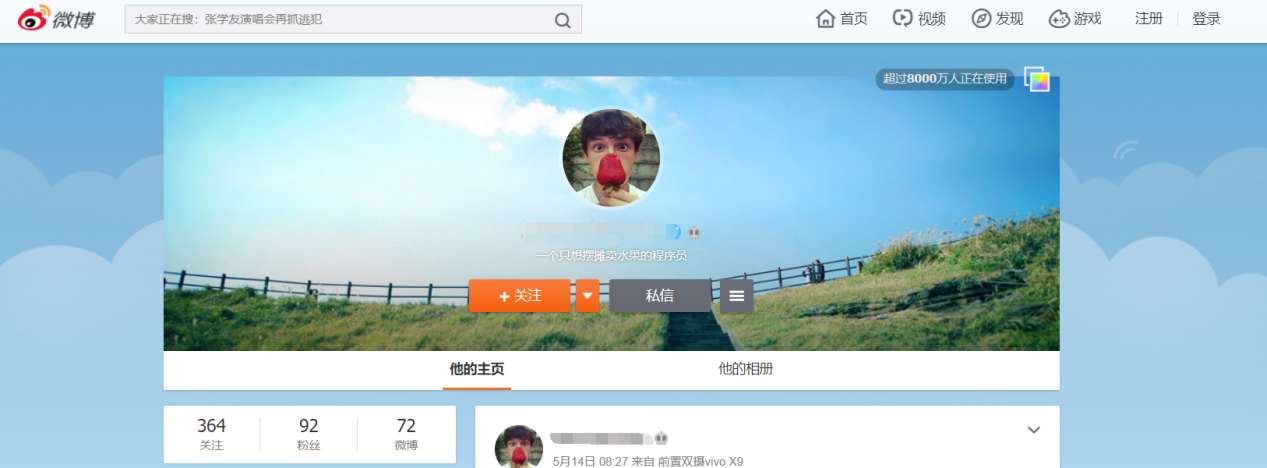 微博
大家正在搜：张学友演唱会再抓逃犯
首页 视频 发现 游戏 注册 登录
超过8000万人正在使用
一个只想摆摊卖水果的程序员
+ 关注 私信
他的主页 他的相册
364 92 72
关注 粉丝 微博
5月14日 08:27 来自 前置双摄vivo X9